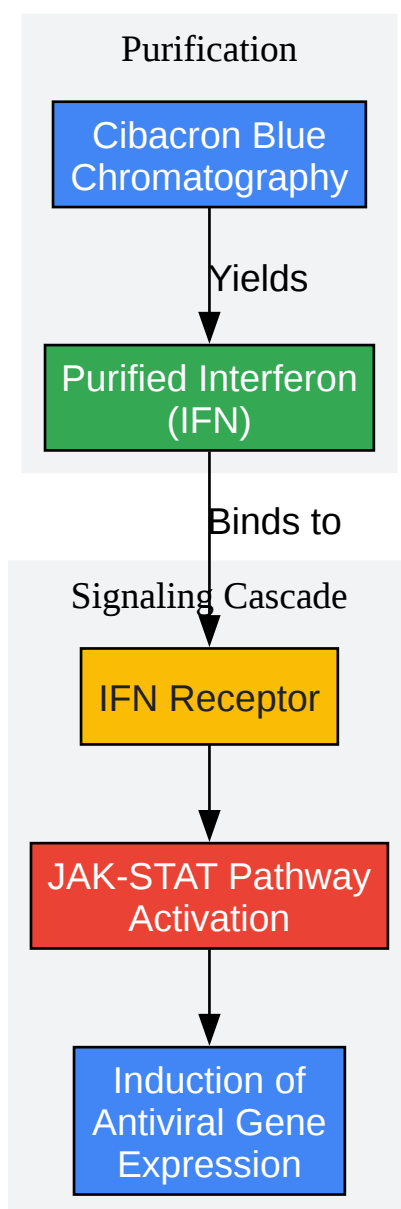 Purification
Cibacron Blue
Chromatography
Yields
Purified Interferon
(IFN)
Binds to
Signaling Cascade
IFN Receptor
JAK-STAT Pathway
Activation
Induction of
Antiviral Gene
Expression